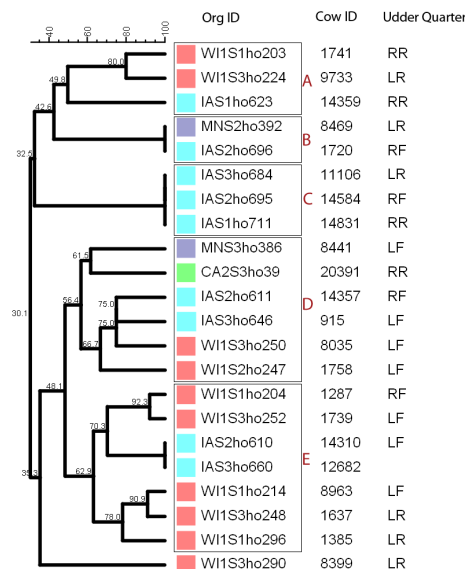 Org ID Cow ID Udder Quarter
40 60 80 100
WI1S1ho203 1741 RR
80.0 WI1S3ho224 9733 LR
A
49.8
IAS1ho623 14359 RR
42.6
MNS2ho392 8469 LR
B
IAS2ho696 1720 RF
32.5
IAS3ho684 11106 LR
IAS2ho695 C 14584 RF
IAS1ho711 14831 RR
MNS3ho386 8441 LF
61.5
CA2S3ho39 20391 RR
56.4 75.0 IAS2ho611 14357 RF
D
30.1
75.0 IAS3ho646 915 LF
66.7 WI1S3ho250 8035 LF
WI1S2ho247 1758 LF
48.1
WI1S1ho204 1287 RF
92.3
WI1S3ho252 1739 LF
70.3
IAS2ho610 14310 LF
E
IAS3ho660 12682
35.3 62.9
WI1S1ho214 8963 LF
90.9
WI1S3ho248 1637 LR
78.0
WI1S1ho296 1385 LR
WI1S3ho290 8399 LR